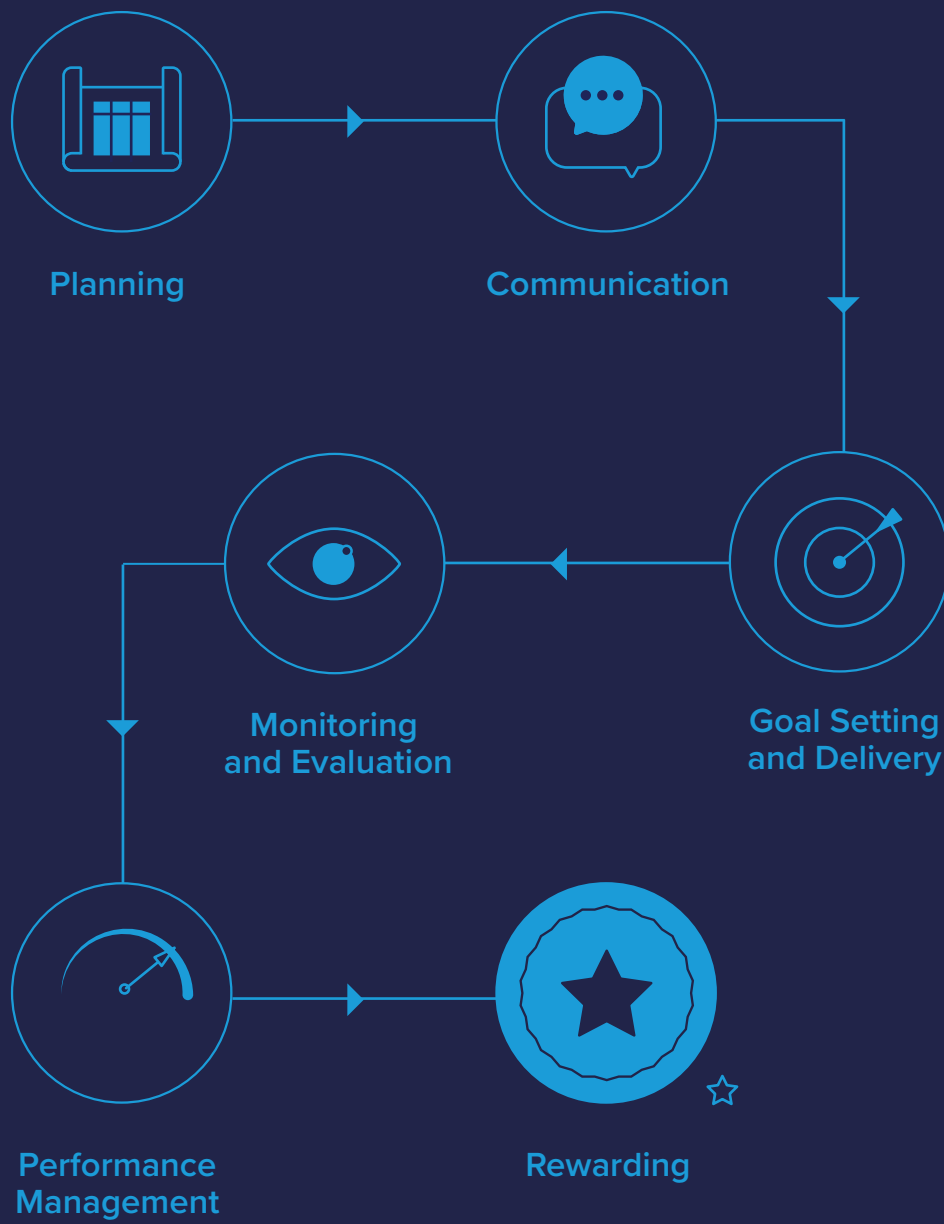 Planning
Communication
Monitoring
and Evaluation
Goal Setting
and Delivery
Performance
Management
Rewarding